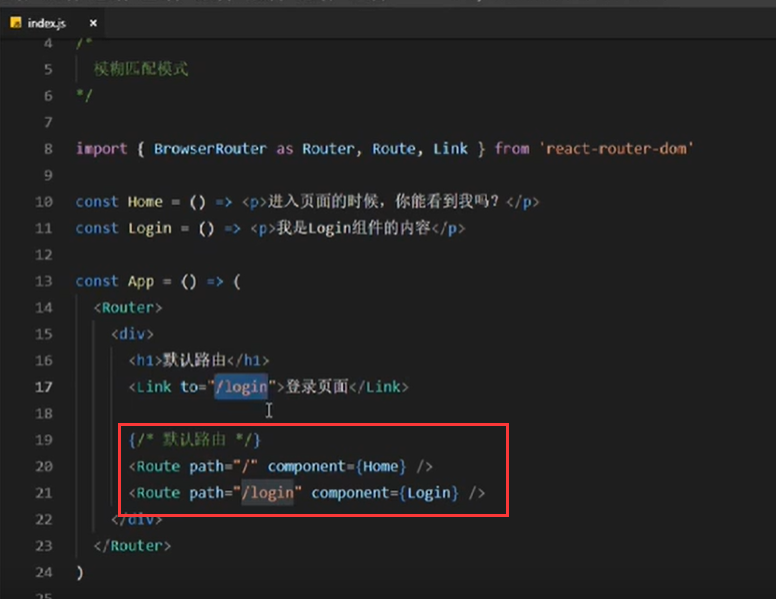 index.js ×
4 /*
5 模糊匹配模式
6 */
7
8 import { BrowserRouter as Router, Route, Link } from 'react-router-dom'
9
10 const Home = () => <p>进入页面的时候，你能看到我吗？</p>
11 const Login = () => <p>我是Login组件的内容</p>
12
13 const App = () => (
14 <Router>
15 <div>
16 <h1>默认路由</h1>
17 <Link to="/login">登录页面</Link>
18
19 {/* 默认路由 */}
20 <Route path="/" component={Home} />
21 <Route path="/login" component={Login} />
22 </div>
23 </Router>
24 )
25